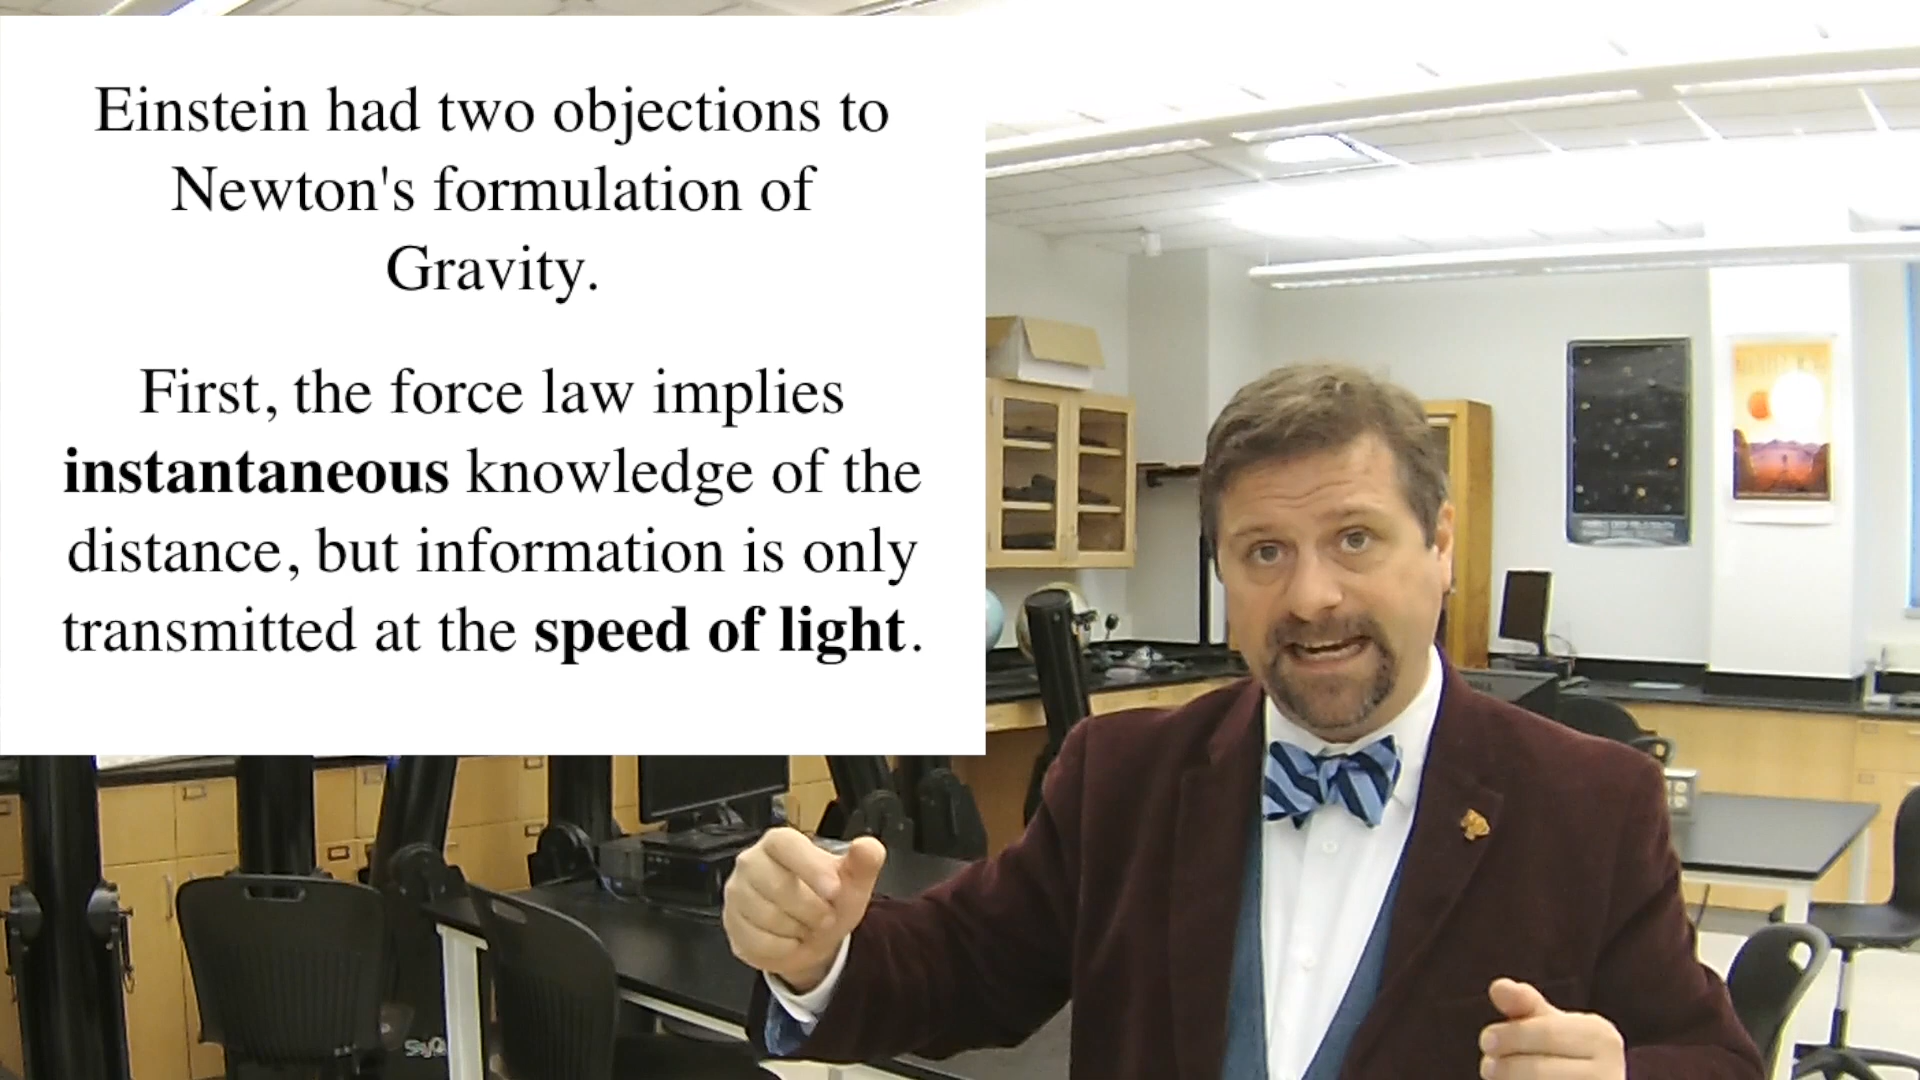 Einstein had two objections to
Newton's formulation of
Gravity.
First, the force law implies
instantaneous knowledge of the
distance, but information is only
transmitted at the speed of light.